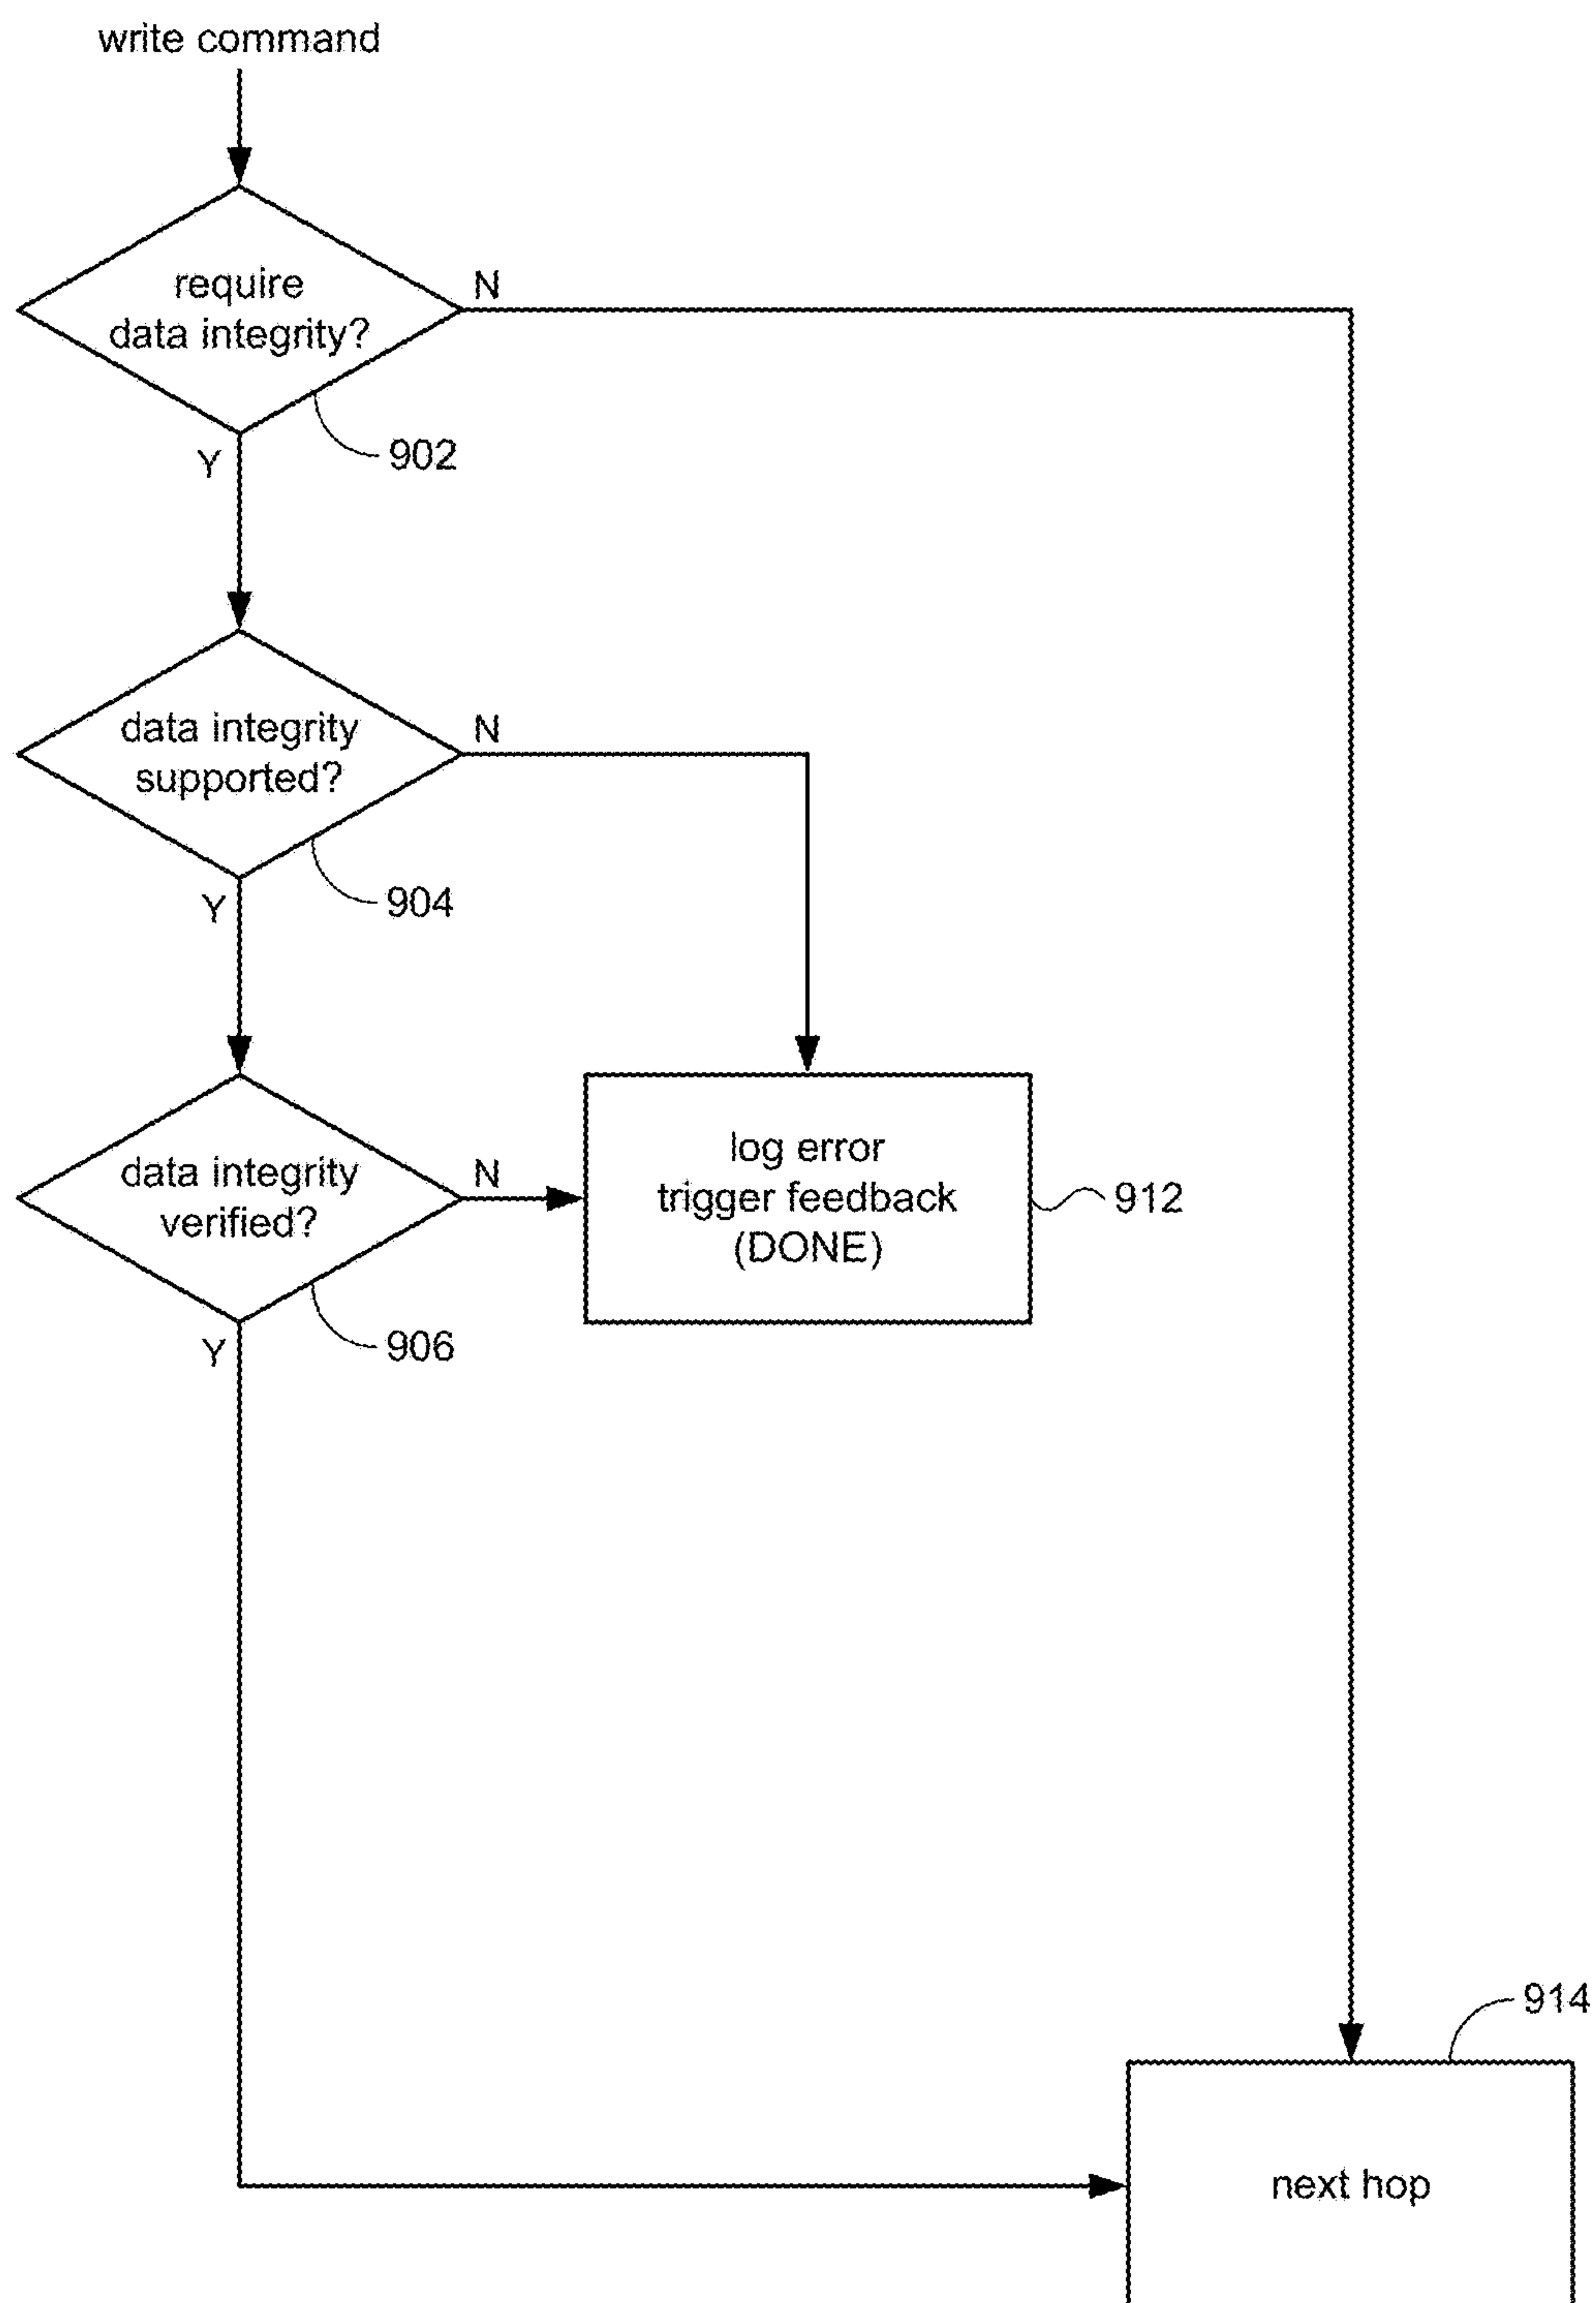 write command
require
data integrity?
N
902
Y
data integrity
supported?
N
904
Y
data integrity
verified?
N
log error
trigger feedback
(DONE)
912
906
Y
914
next hop